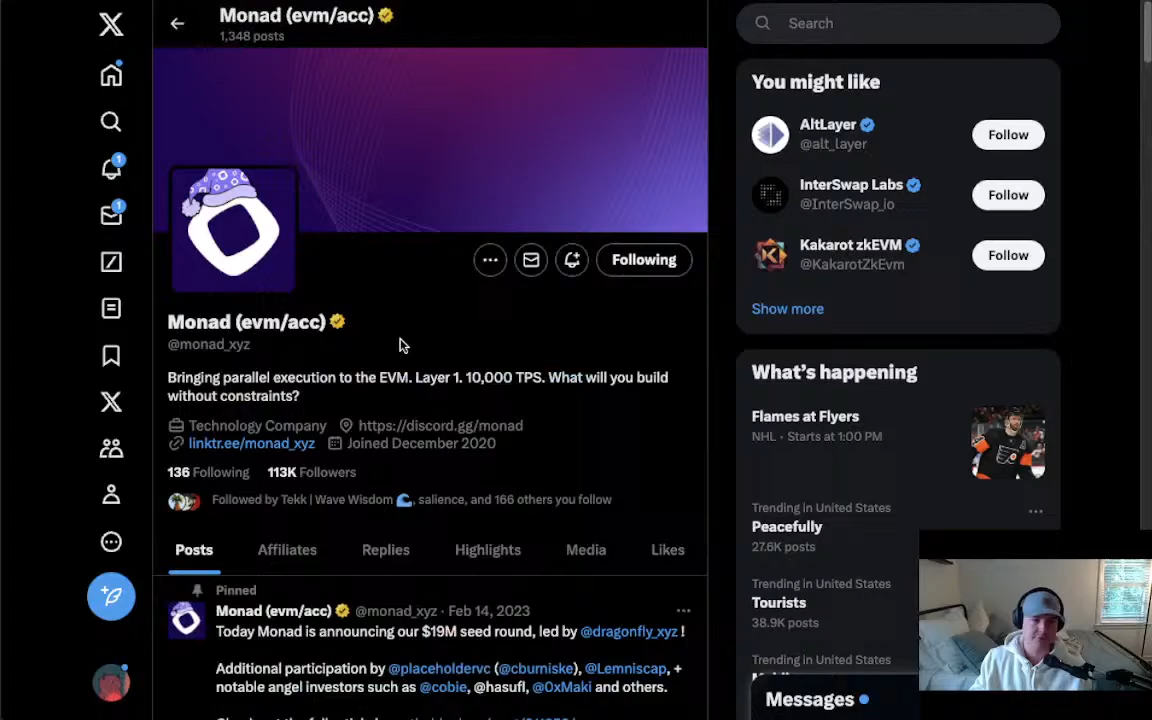 Monad (evm/acc)
1,348 posts
Following
Monad (evm/acc)
@monad_xyz
Bringing parallel execution to the EVM. Layer 1. 10,000 TPS. What will you build
without constraints?
Technology Company https://discord.gg/monad
linktr.ee/monad_xyz Joined December 2020
136 Following 113K Followers
Followed by Tekk | Wave Wisdom 🌊, salience, and 166 others you follow
Posts Affiliates Replies Highlights Media Likes
Pinned
Monad (evm/acc) @monad_xyz · Feb 14, 2023
Today Monad is announcing our $19M seed round, led by @dragonfly_xyz !
Additional participation by @placeholdervc (@cburniske), @Lemniscap, +
notable angel investors such as @cobie, @hasufl, @0xMaki and others.
Search
You might like
AltLayer
@alt_layer
Follow
InterSwap Labs
@InterSwap_io
Follow
Kakarot zkEVM
@KakarotZkEvm
Follow
Show more
What's happening
Flames at Flyers
NHL · Starts at 1:00 PM
Trending in United States
Peacefully
27.6K posts
Trending in United States
Tourists
38.9K posts
Trending in United States
Messages
1
1